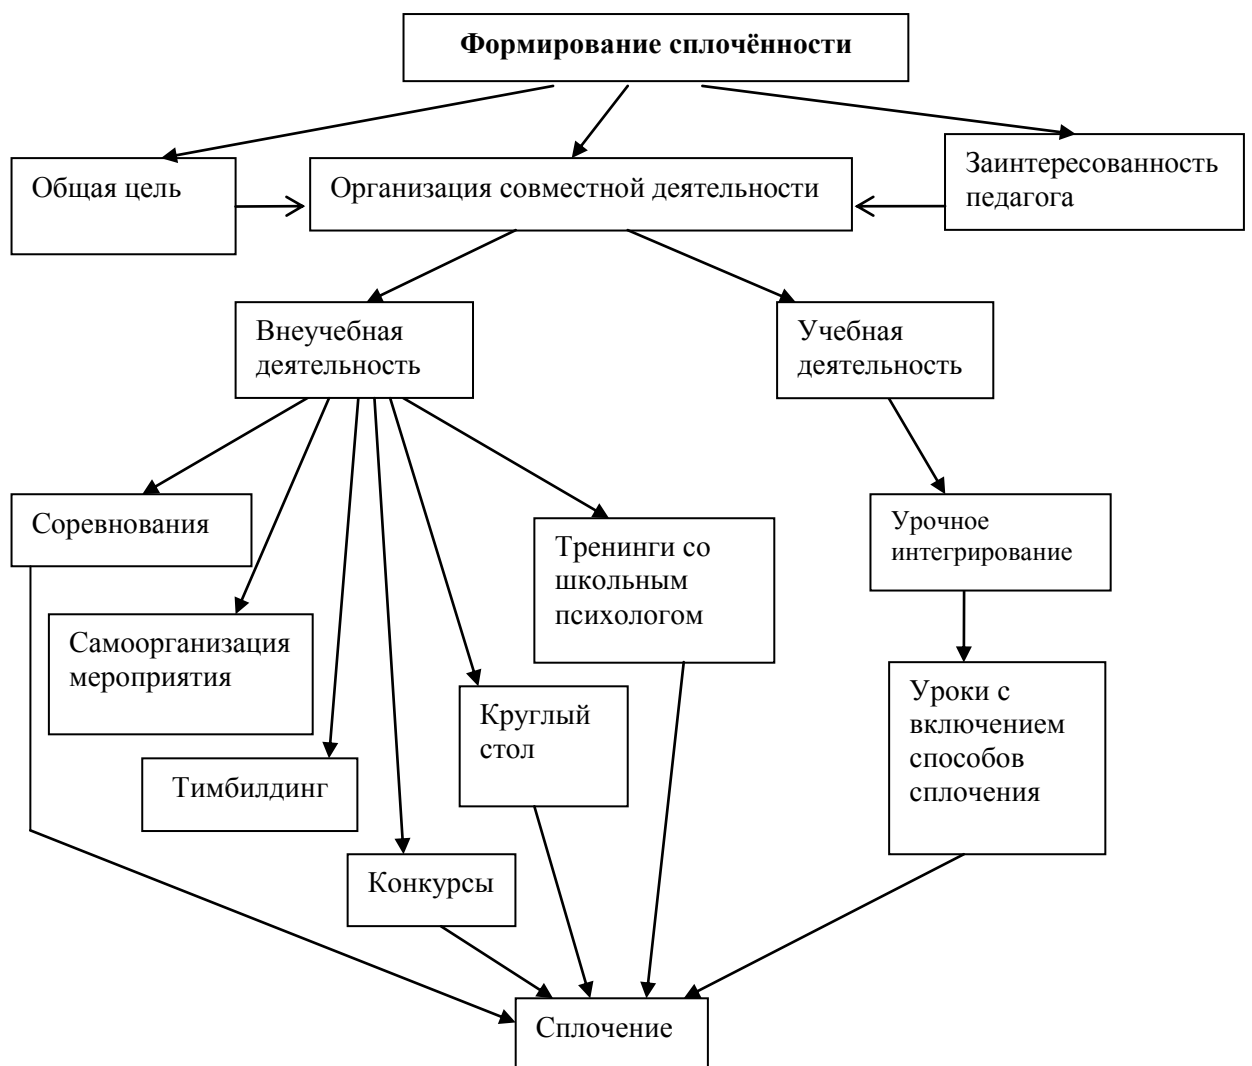 Формирование сплочённости
Общая цель
Организация совместной деятельности
Заинтересованность
педагога
Внеучебная
деятельность
Учебная
деятельность
Соревнования
Тренинги со
школьным
психологом
Урочное
интегрирование
Самоорганизация
мероприятия
Круглый
стол
Уроки с
включением
способов
сплочения
Тимбилдинг
Конкурсы
Сплочение